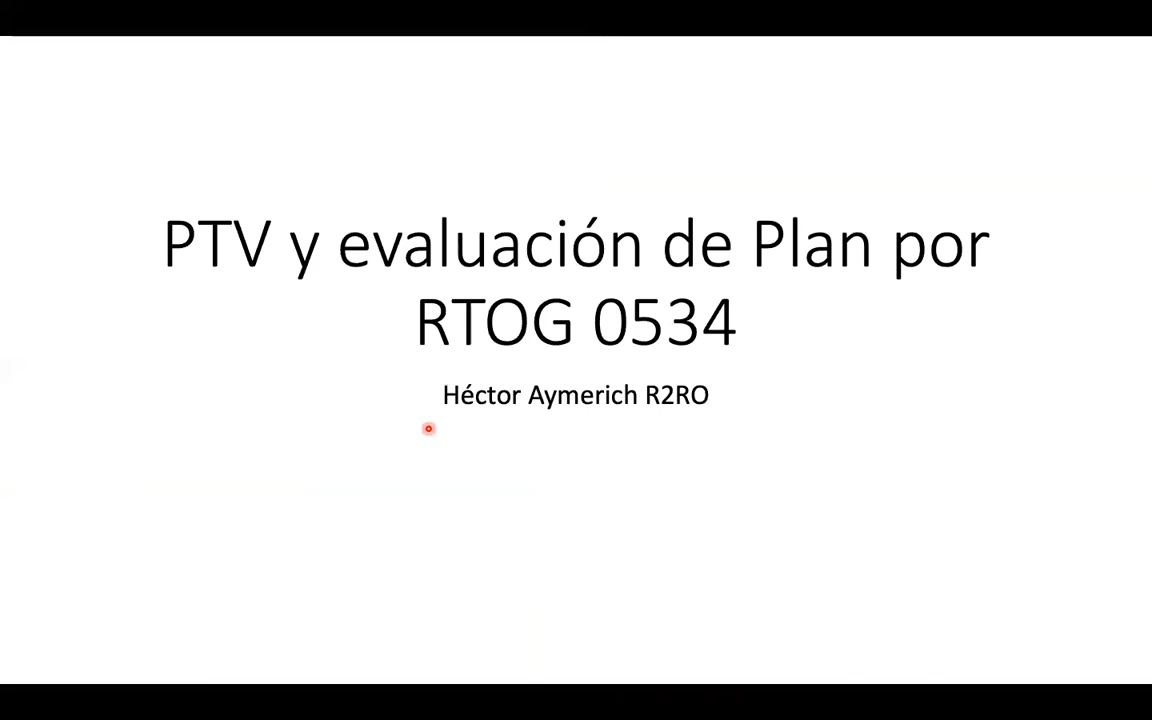 PTV y evaluación de Plan por
RTOG 0534
Héctor Aymerich R2RO